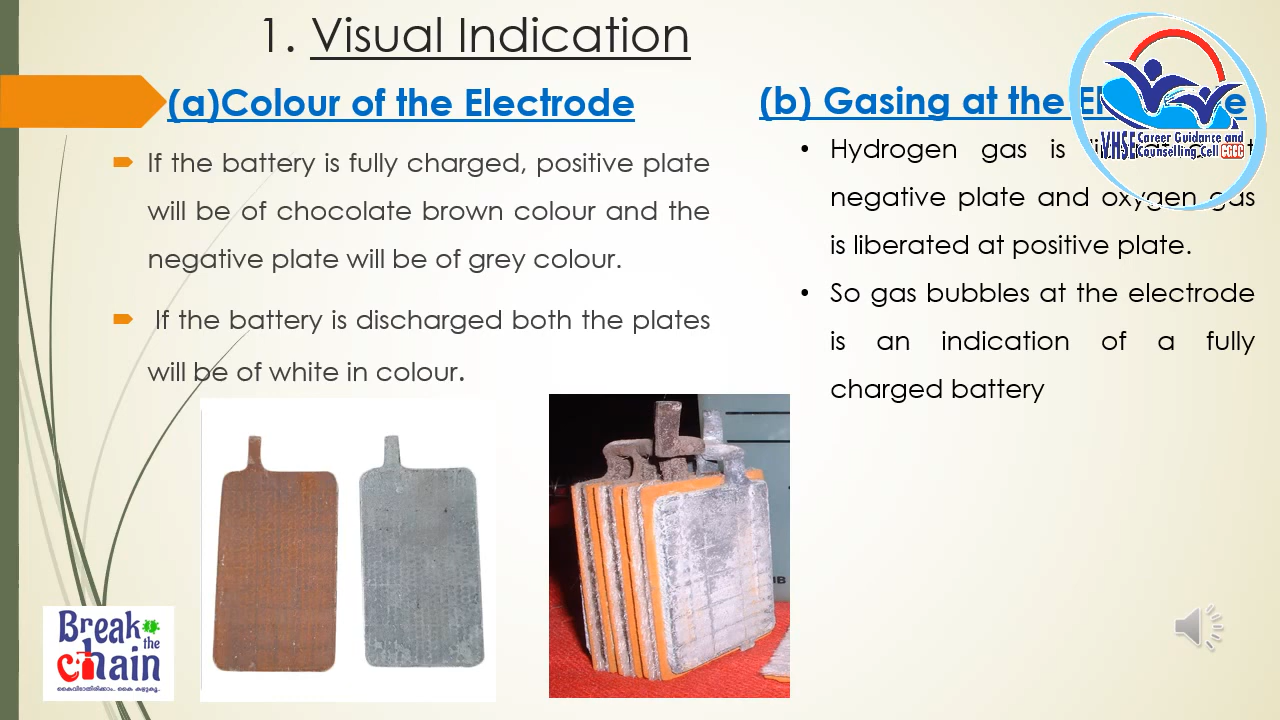 1. Visual Indication
(a)Colour of the Electrode
If the battery is fully charged, positive plate
will be of chocolate brown colour and the
negative plate will be of grey colour.
If the battery is discharged both the plates
will be of white in colour.
(b) Gasing at the
Hydrogen gas is
negative plate and oxygen gas
is liberated at positive plate.
So gas bubbles at the electrode
is an indication of a fully
charged battery
VHSE Career Guidance and
Counselling Cell CGCC
Break
the
chain
കൈവിടാതിരിക്കാം.. കൈ കഴുകൂ..